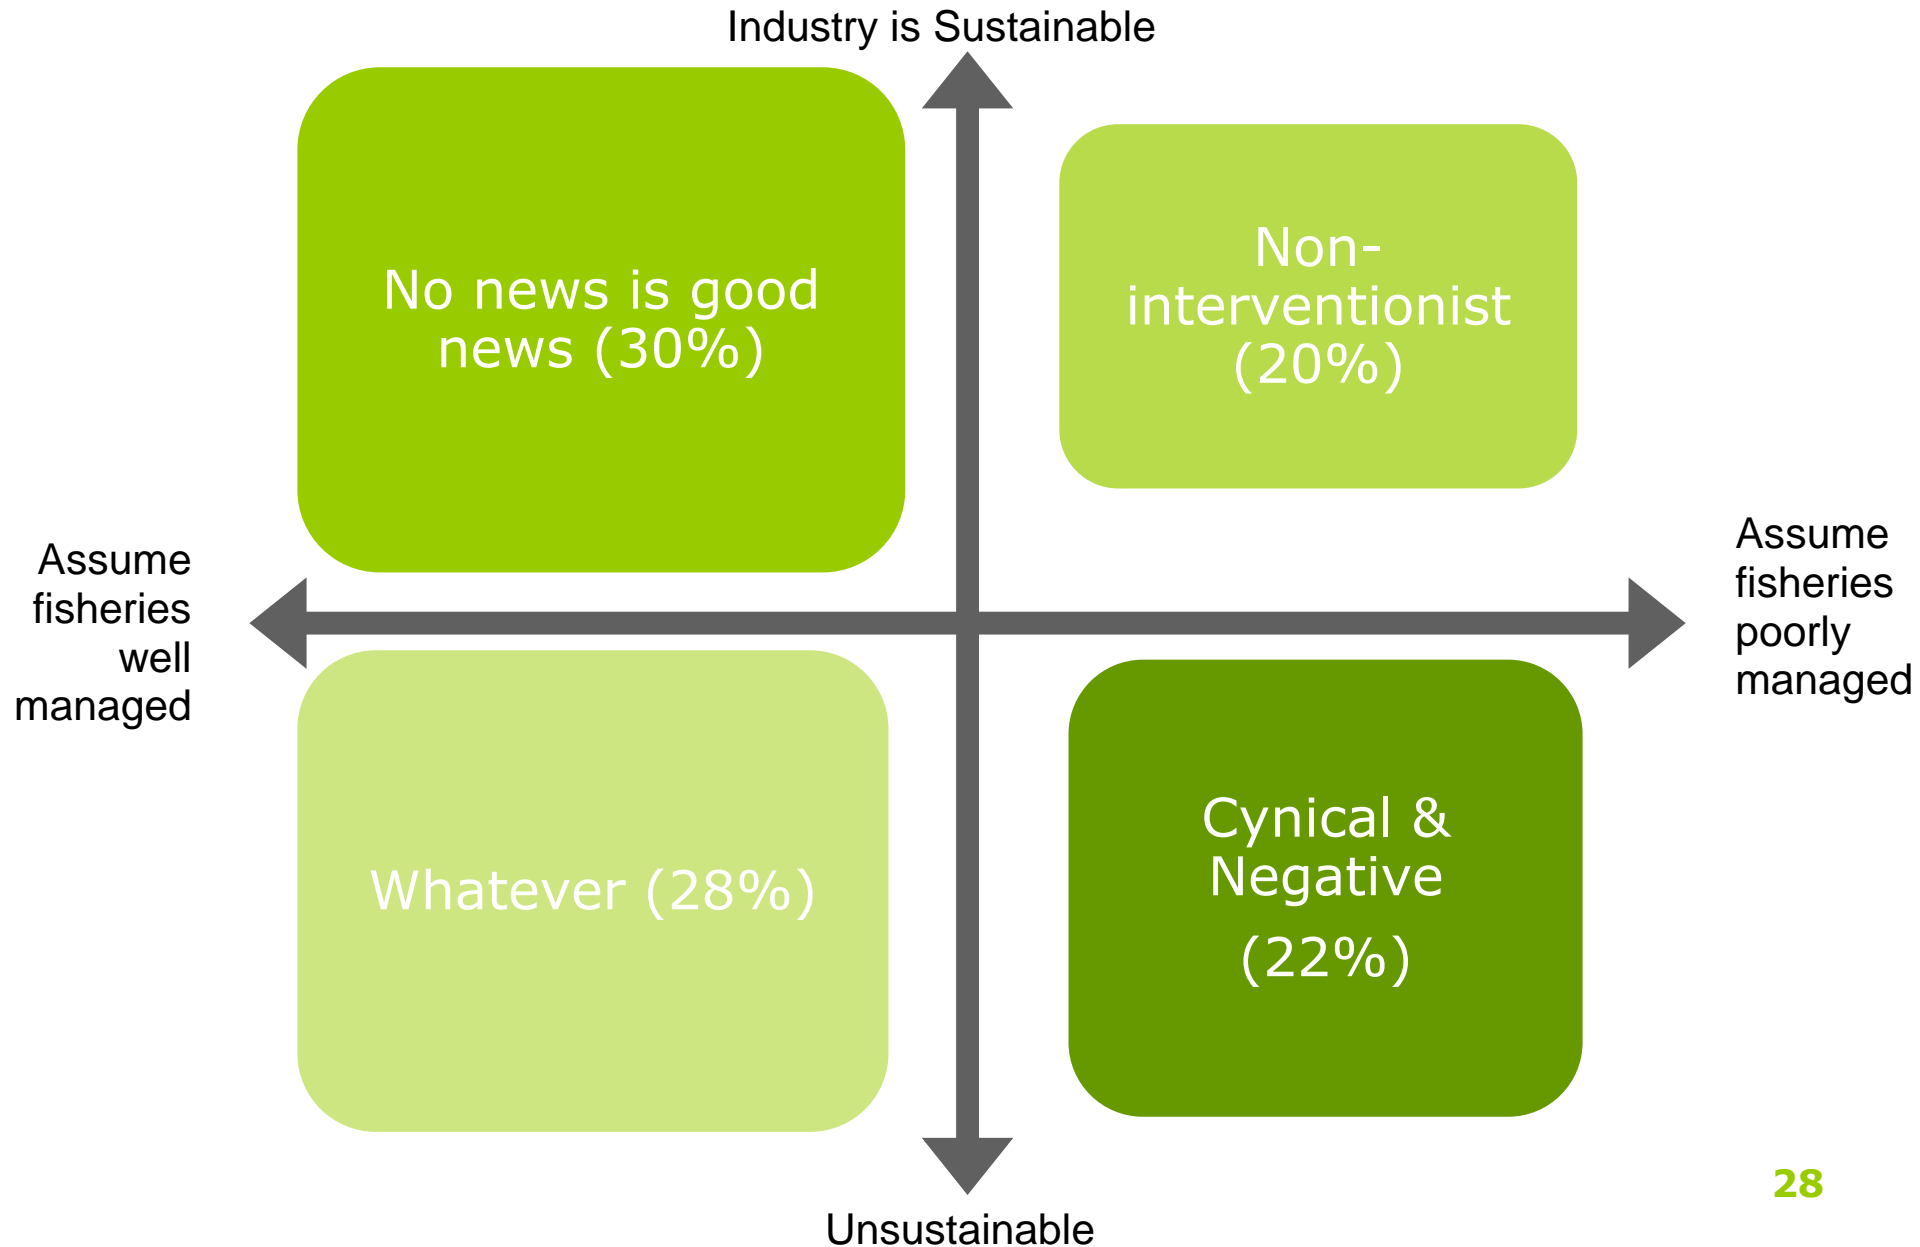 Industry is Sustainable
No news is good
news (30%)
Non-
interventionist
(20%)
Assume
fisheries
well
managed
Assume
fisheries
poorly
managed
Whatever (28%)
Cynical &
Negative
(22%)
28
Unsustainable